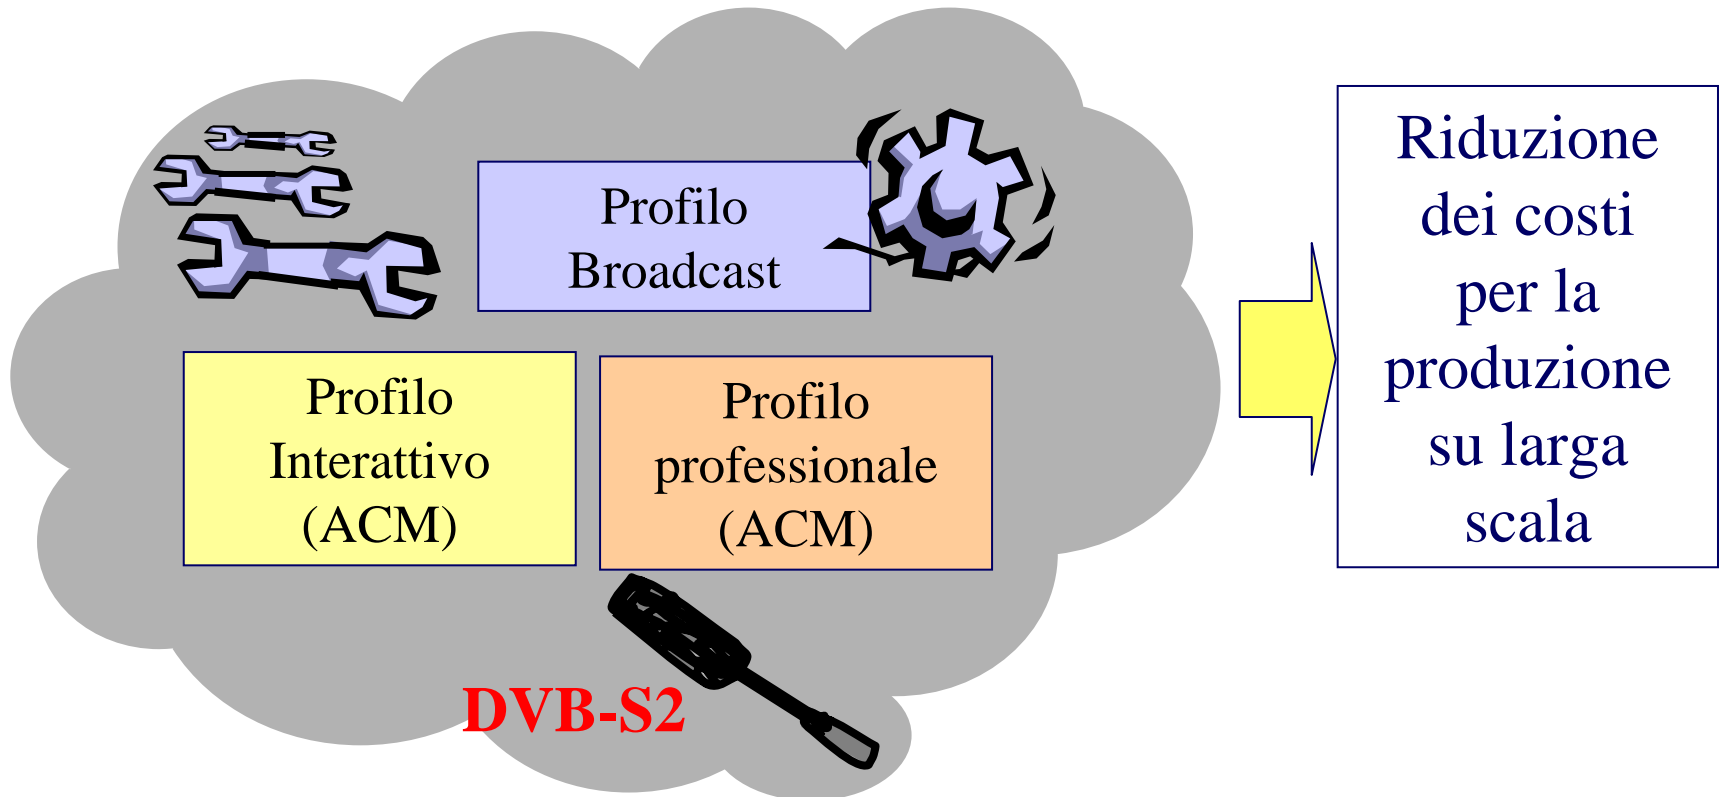 Profilo
Broadcast
Profilo
Interattivo
(ACM)
Profilo
professionale
(ACM)
DVB-S2
Riduzione
dei costi
per la
produzione
su larga
scala